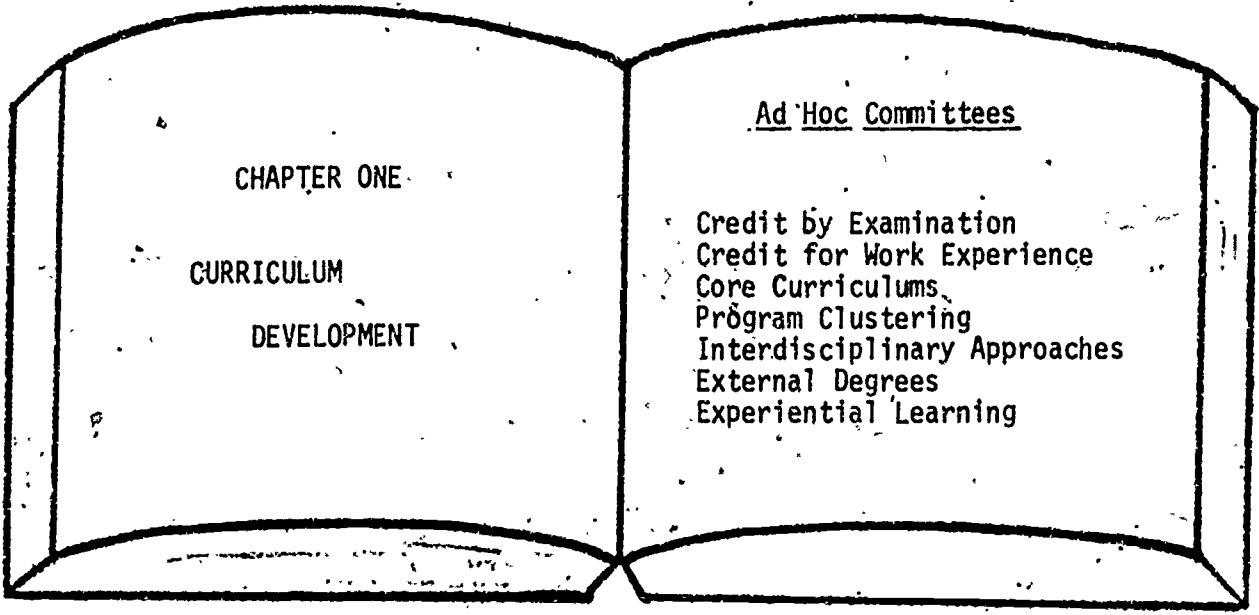 CHAPTER ONE
CURRICULUM
DEVELOPMENT
Ad Hoc Committees
Credit by Examination
Credit for Work Experience
Core Curriculums
Program Clustering
Interdisciplinary Approaches
External Degrees
Experiential Learning